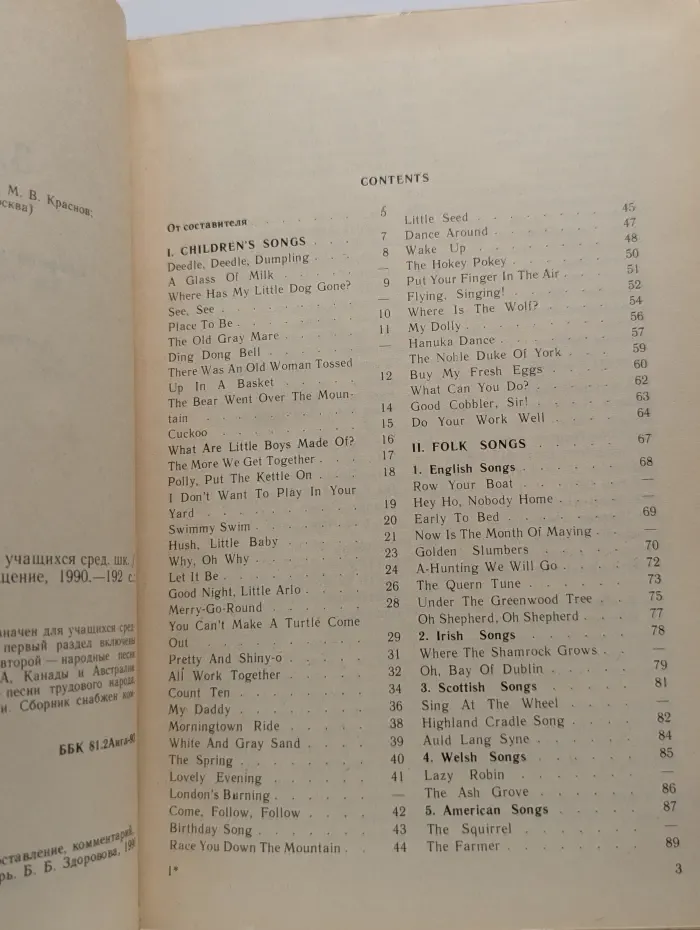 М. В. Краснов;
сква)
учащихся сред. шк./
щение, 1990.—192 с.:
значен для учащихся сред
первый раздел включены
второй — народные песни
А, Канады и Австралии
песни трудового народа,
и. Сборник снабжен ком
ББК 81.2Англ-9
оставление, комментарий,
рь. Б. Б. Здоровова, 199
CONTENTS
От составителя . . . . . . . 5
I. CHILDREN'S SONGS . . . 7
Deedle, Deedle, Dumpling . . . 8
A Glass Of Milk . . . . . —
Where Has My Little Dog Gone? 9
See, See . . . . . . . . —
Place To Be . . . . . . . 10
The Old Gray Mare . . . . . 11
Ding Dong Bell . . . . . . —
There Was An Old Woman Tossed
Up In A Basket . . . . . 12
The Bear Went Over The Moun-
tain . . . . . . . . 14
Cuckoo . . . . . . . . 15
What Are Little Boys Made Of? 16
The More We Get Together . . . 17
Polly, Put The Kettle On . . . 18
I Don't Want To Play In Your
Yard . . . . . . . . 19
Swimmy Swim . . . . . . 20
Hush, Little Baby . . . . . 21
Why, Oh Why . . . . . . 23
Let It Be . . . . . . . . 24
Good Night, Little Arlo . . . . 26
Merry-Go-Round . . . . . . 28
You Can't Make A Turtle Come
Out . . . . . . . . 29
Pretty And Shiny-o . . . . . 31
All Work Together . . . . . 32
Count Ten . . . . . . . 34
My Daddy . . . . . . . 36
Morningtown Ride . . . . . 38
White And Gray Sand . . . . 39
The Spring . . . . . . . 40
Lovely Evening . . . . . . 41
London's Burning . . . . . —
Come, Follow, Follow . . . . 42
Birthday Song . . . . . . 43
Race You Down The Mountain . . 44
1*
Little Seed . . . . . . . . 45
Dance Around . . . . . . . 47
Wake Up . . . . . . . . 48
The Hokey Pokey . . . . . . 50
Put Your Finger In The Air . . . 51
Flying, Singing! . . . . . . 52
Where Is The Wolf? . . . . . 54
My Dolly . . . . . . . . 56
Hanuka Dance . . . . . . . 57
The Noble Duke Of York . . . 59
Buy My Fresh Eggs . . . . . 60
What Can You Do? . . . . . 62
Good Cobbler, Sir! . . . . . 63
Do Your Work Well . . . . . 64
II. FOLK SONGS . . . . . 67
1. English Songs . . . . . . 68
Row Your Boat . . . . . . —
Hey Ho, Nobody Home . . . . —
Early To Bed . . . . . . . 69
Now Is The Month Of Maying . . —
Golden Slumbers . . . . . . 70
A-Hunting We Will Go . . . . 72
The Quern Tune . . . . . . 73
Under The Greenwood Tree . . 75
Oh Shepherd, Oh Shepherd . . . 77
2. Irish Songs . . . . . . . 78
Where The Shamrock Grows . . —
Oh, Bay Of Dublin . . . . . 79
3. Scottish Songs . . . . . 81
Sing At The Wheel . . . . . —
Highland Cradle Song . . . . 82
Auld Lang Syne . . . . . . 84
4. Welsh Songs . . . . . . 85
Lazy Robin . . . . . . . —
The Ash Grove . . . . . . 86
5. American Songs . . . . . 87
The Squirrel . . . . . . . —
The Farmer . . . . . . . 89
3